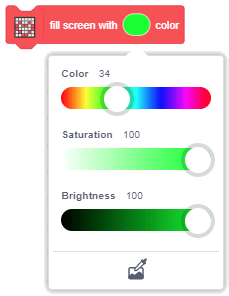 fill screen with color
Color 34
Saturation 100
Brightness 100